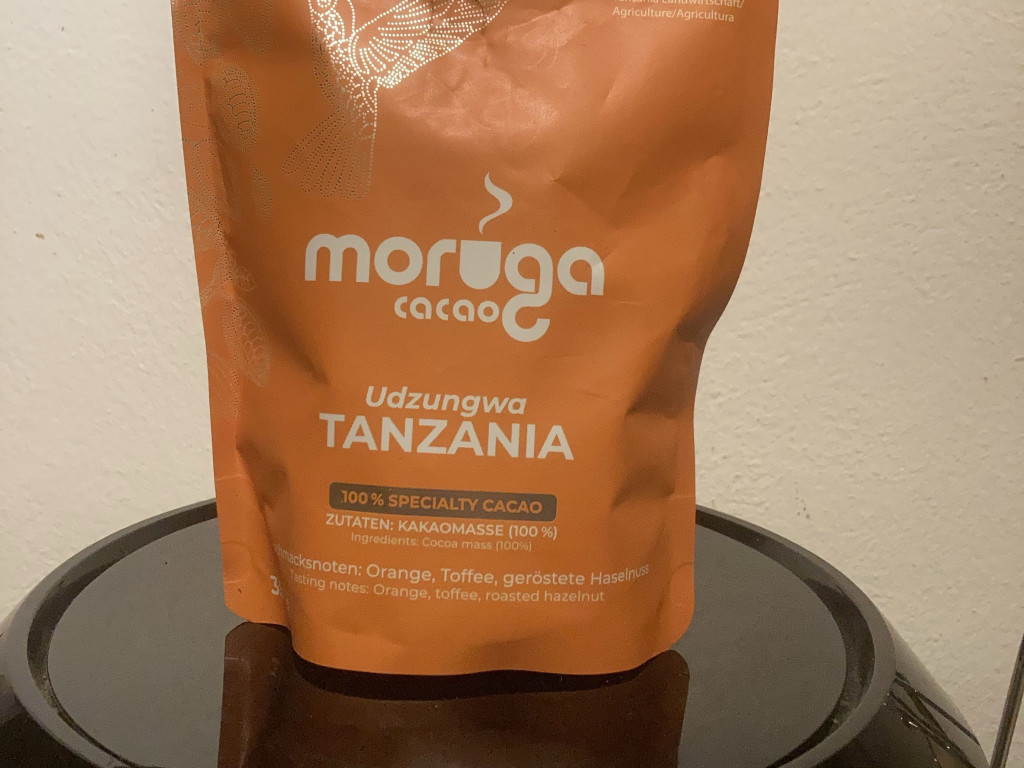 Agriculture/Agricultura
moruga
cacao
Udzungwa
TANZANIA
100 % SPECIALTY CACAO
ZUTATEN: KAKAOMASSE (100 %)
Ingredients: Cocoa mass (100%)
Orange, Toffee, geröstete Haselnuss
Tasting notes: Orange, toffee, roasted hazelnut